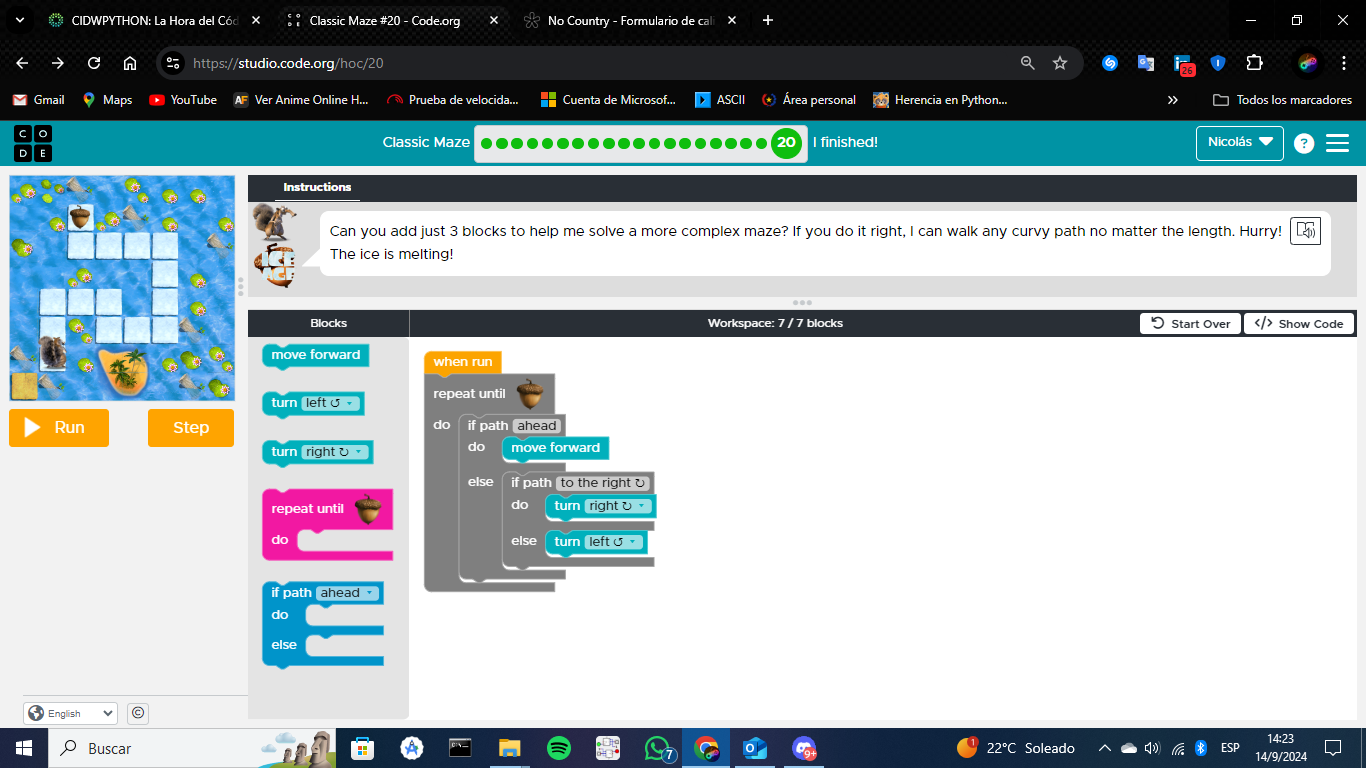 CIDWPYTHON: La Hora del Cód
Classic Maze #20 - Code.org
No Country - Formulario de cali
https://studio.code.org/hoc/20
26
Gmail
Maps
YouTube
AF Ver Anime Online H...
Prueba de velocida...
Cuenta de Microsof...
ASCII
Área personal
Herencia en Python...
Todos los marcadores
C O
D E
Classic Maze
20
I finished!
Nicolás
?
Instructions
Can you add just 3 blocks to help me solve a more complex maze? If you do it right, I can walk any curvy path no matter the length. Hurry!
The ice is melting!
ICE
AGE
Blocks
Workspace: 7 / 7 blocks
Start Over
</> Show Code
move forward
turn left ↺
turn right ↻
repeat until
do
if path ahead
do
else
when run
repeat until
do
if path ahead
do
move forward
else
if path to the right ↻
do
turn right ↻
else
turn left ↺
Run
Step
English
©
Buscar
7
9+
1
22°C Soleado
ESP
14:23
14/9/2024